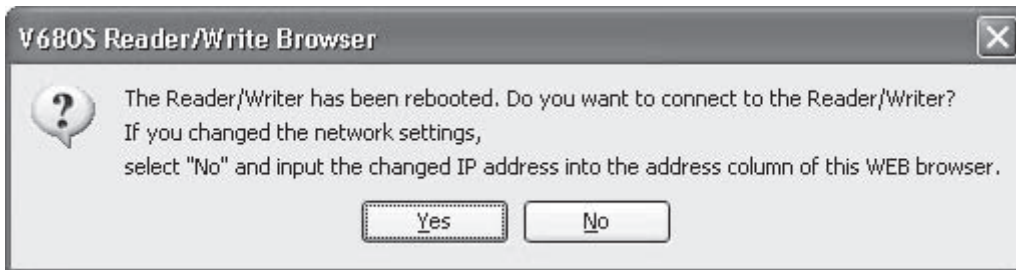 V680S Reader/Write Browser
?
The Reader/Writer has been rebooted. Do you want to connect to the Reader/Writer?
If you changed the network settings,
select "No" and input the changed IP address into the address column of this WEB browser.
Yes
No